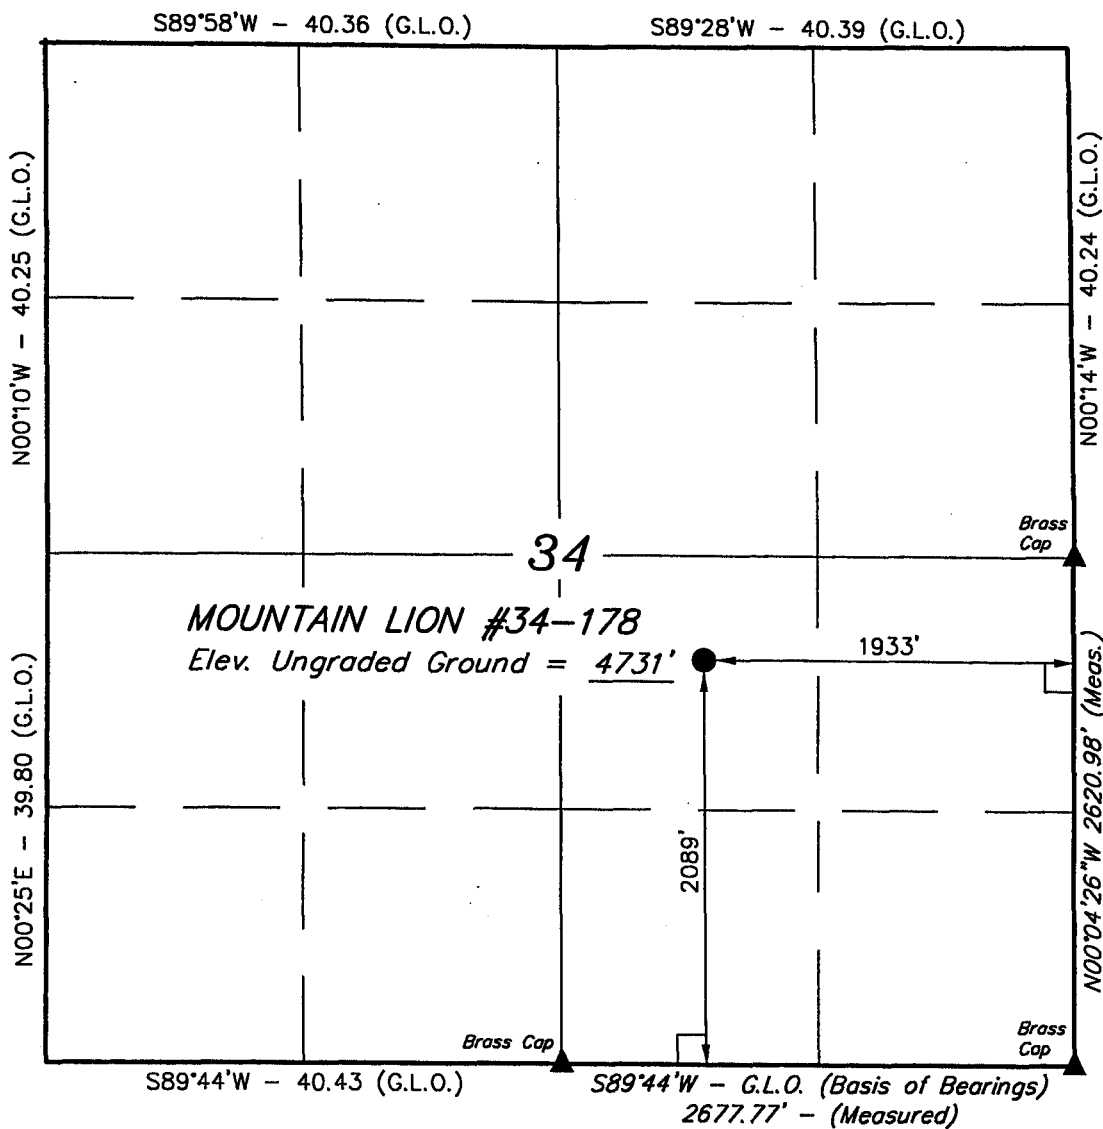 S89°58'W - 40.36 (G.L.O.)
S89°28'W - 40.39 (G.L.O.)
N00°10'W - 40.25 (G.L.O.)
N00°14'W - 40.24 (G.L.O.)
Brass
Cap
34
MOUNTAIN LION #34-178
Elev. Ungraded Ground = 4731'
1933'
2089'
N00°25'E - 39.80 (G.L.O.)
N00°04'26"W 2620.98' (Meas.)
Brass Cap
Brass
Cap
S89°44'W - 40.43 (G.L.O.)
S89°44'W - G.L.O. (Basis of Bearings)
2677.77' - (Measured)